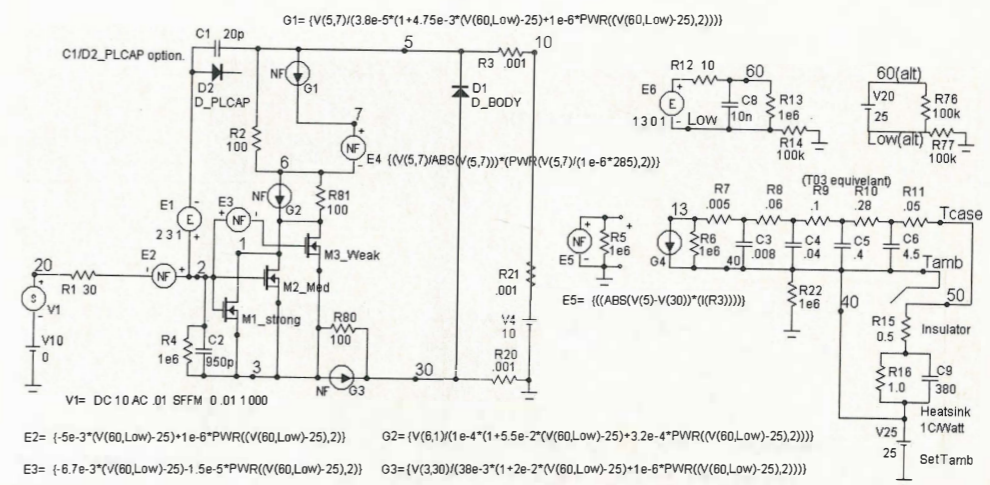 G1= {V(5,7)/(3.8e-5*(1+4.75e-3*(V(60,Low)-25)+1e-6*PWR((V(60,Low)-25),2)))}
C1 20p
C1/D2_PLCAP option.
5
10
R3 .001
NF
G1
D2
D_PLCAP
D1
D_BODY
7
R2
100
NF
E4 {(V(5,7)/ABS(V(5,7)))*(PWR(V(5,7)/(1e-6*285),2))}
6
NF
G2
R81
100
E1
E
2 3 1
E3
NF
1
M3_Weak
20
R1 30
E2
NF
2
M2_Med
M1_strong
S
V1
V10
0
R4
1e6
C2
950p
R80
100
3
NF
G3
30
R21
.001
V4
10
R20
.001
V1= DC 10 AC .01 SFFM 0 .01 1000
E6
E
1 3 0 1
R12 10
60
C8
10n
R13
1e6
Low
R14
100k
60(alt)
V20
25
R76
100k
Low(alt)
R77
100k
(T03 equivelant)
13
R7
.005
R8
.06
R9
.1
R10
.28
R11
.05
Tcase
NF
E5
R5
1e6
G4
R6
1e6
C3
.008
C4
.04
C5
.4
C6
4.5
40
Tamb
R22
1e6
40
50
E5= {((ABS(V(5)-V(30))*(I(R3))))}
R15
0.5
Insulator
R16
1.0
C9
380
Heatsink
1C/Watt
V25
25
SetTamb
E2= {-5e-3*(V(60,Low)-25)+1e-6*PWR((V(60,Low)-25),2)}
G2={V(6,1)/(1e-4*(1+5.5e-2*(V(60,Low)-25)+3.2e-4*PWR((V(60,Low)-25),2)))}
E3= {-6.7e-3*(V(60,Low)-25)-1.5e-5*PWR((V(60,Low)-25),2)}
G3={V(3,30)/(38e-3*(1+2e-2*(V(60,Low)-25)+1e-6*PWR((V(60,Low)-25),2)))}